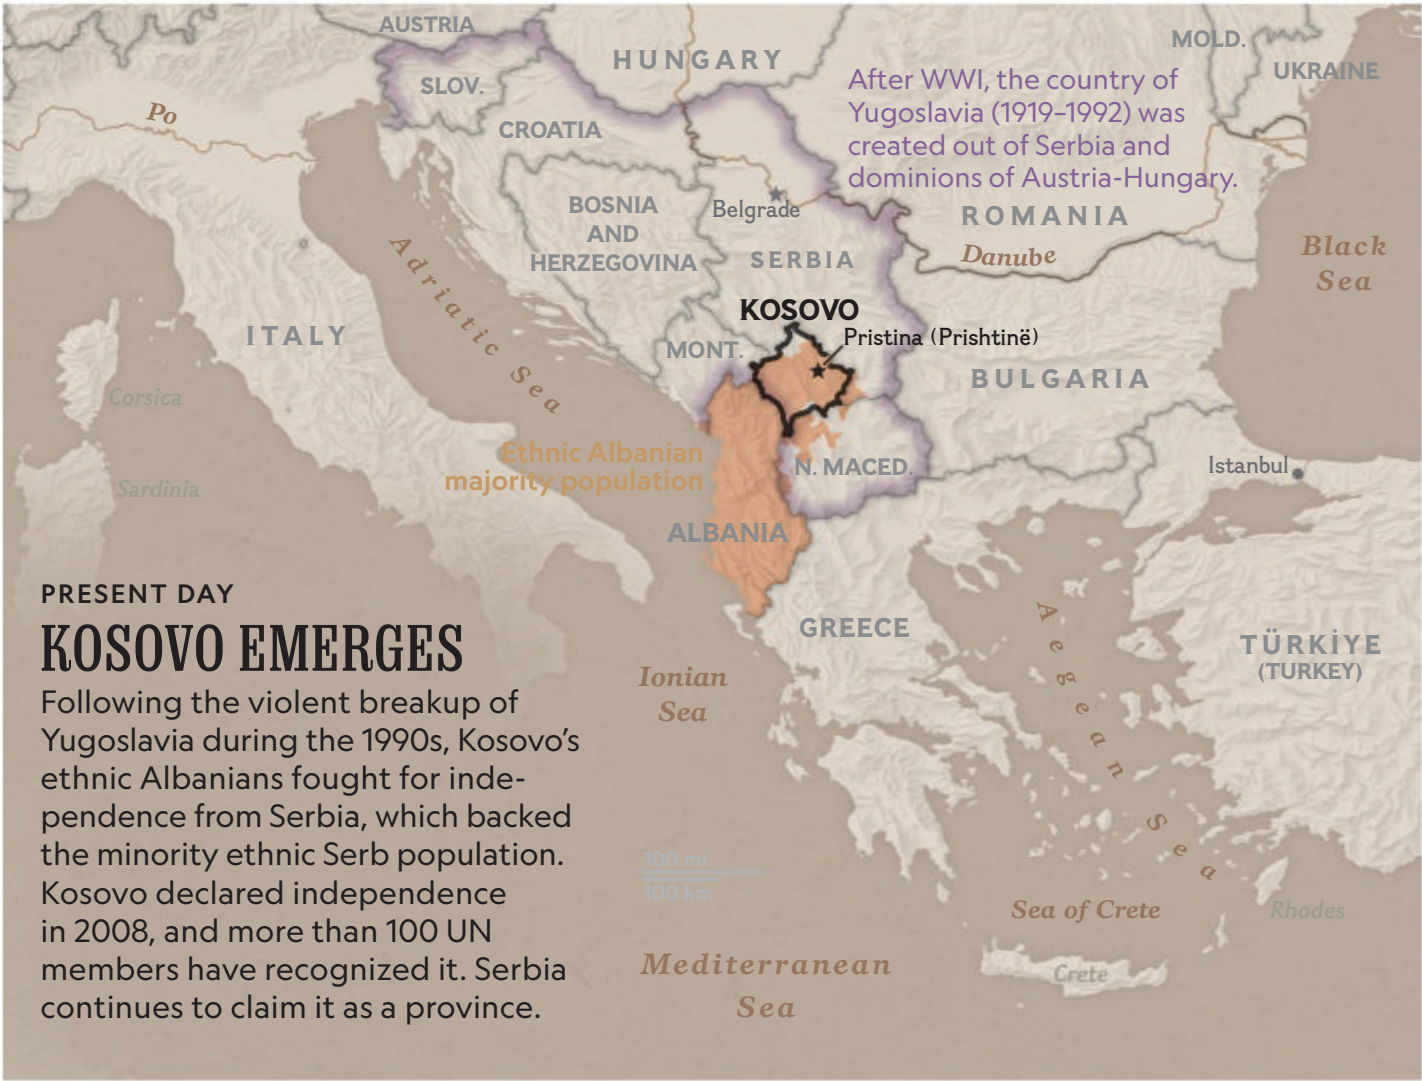 AUSTRIA
HUNGARY
MOLD.
UKRAINE
SLOV.
Po
CROATIA
After WWI, the country of
Yugoslavia (1919–1992) was
created out of Serbia and
dominions of Austria-Hungary.
BOSNIA
AND
HERZEGOVINA
Belgrade
ROMANIA
Danube
Black
Sea
SERBIA
Adriatic Sea
KOSOVO
Pristina (Prishtinë)
ITALY
MONT.
BULGARIA
Corsica
Ethnic Albanian
majority population
N. MACED.
Istanbul
Sardinia
ALBANIA
PRESENT DAY
KOSOVO EMERGES
Following the violent breakup of
Yugoslavia during the 1990s, Kosovo’s
ethnic Albanians fought for inde-
pendence from Serbia, which backed
the minority ethnic Serb population.
Kosovo declared independence
in 2008, and more than 100 UN
members have recognized it. Serbia
continues to claim it as a province.
GREECE
Aegean Sea
TÜRKİYE
(TURKEY)
Ionian
Sea
100 mi
100 km
Sea of Crete
Rhodes
Mediterranean
Sea
Crete